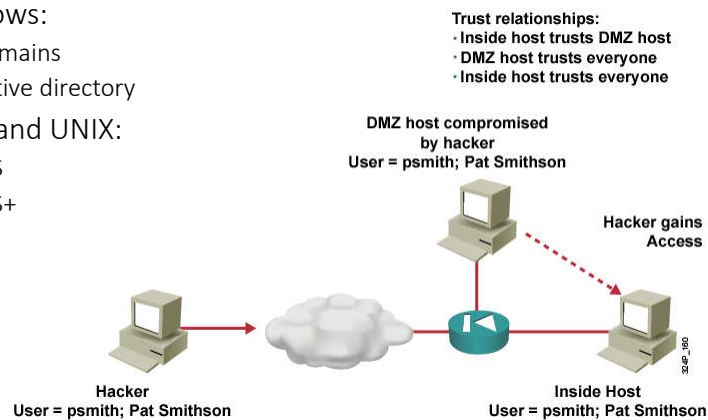 Trust relationships:
· Inside host trusts DMZ host
· DMZ host trusts everyone
· Inside host trusts everyone
mains
tive directory
and UNIX:
DMZ host compromised
by hacker
User = psmith; Pat Smithson
Hacker gains
Access
324P_160
Hacker
User = psmith; Pat Smithson
Inside Host
User = psmith; Pat Smithson